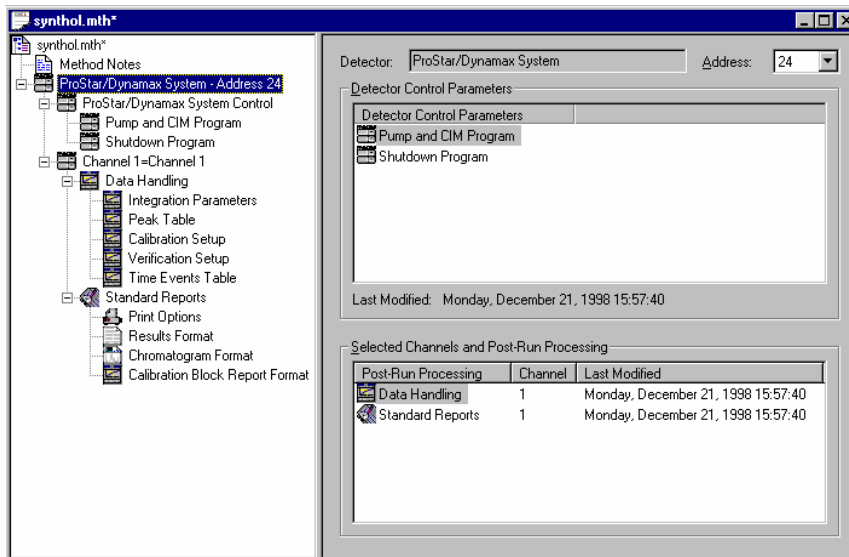 synthol.mth*
synthol.mth*
Method Notes
ProStar/Dynamax System - Address 24
ProStar/Dynamax System Control
Pump and CIM Program
Shutdown Program
Channel 1=Channel 1
Data Handling
Integration Parameters
Peak Table
Calibration Setup
Verification Setup
Time Events Table
Standard Reports
Print Options
Results Format
Chromatogram Format
Calibration Block Report Format
Detector: ProStar/Dynamax System Address: 24
Detector Control Parameters
Detector Control Parameters
Pump and CIM Program
Shutdown Program
Last Modified: Monday, December 21, 1998 15:57:40
Selected Channels and Post-Run Processing
Post-Run Processing Channel Last Modified
Data Handling 1 Monday, December 21, 1998 15:57:40
Standard Reports 1 Monday, December 21, 1998 15:57:40